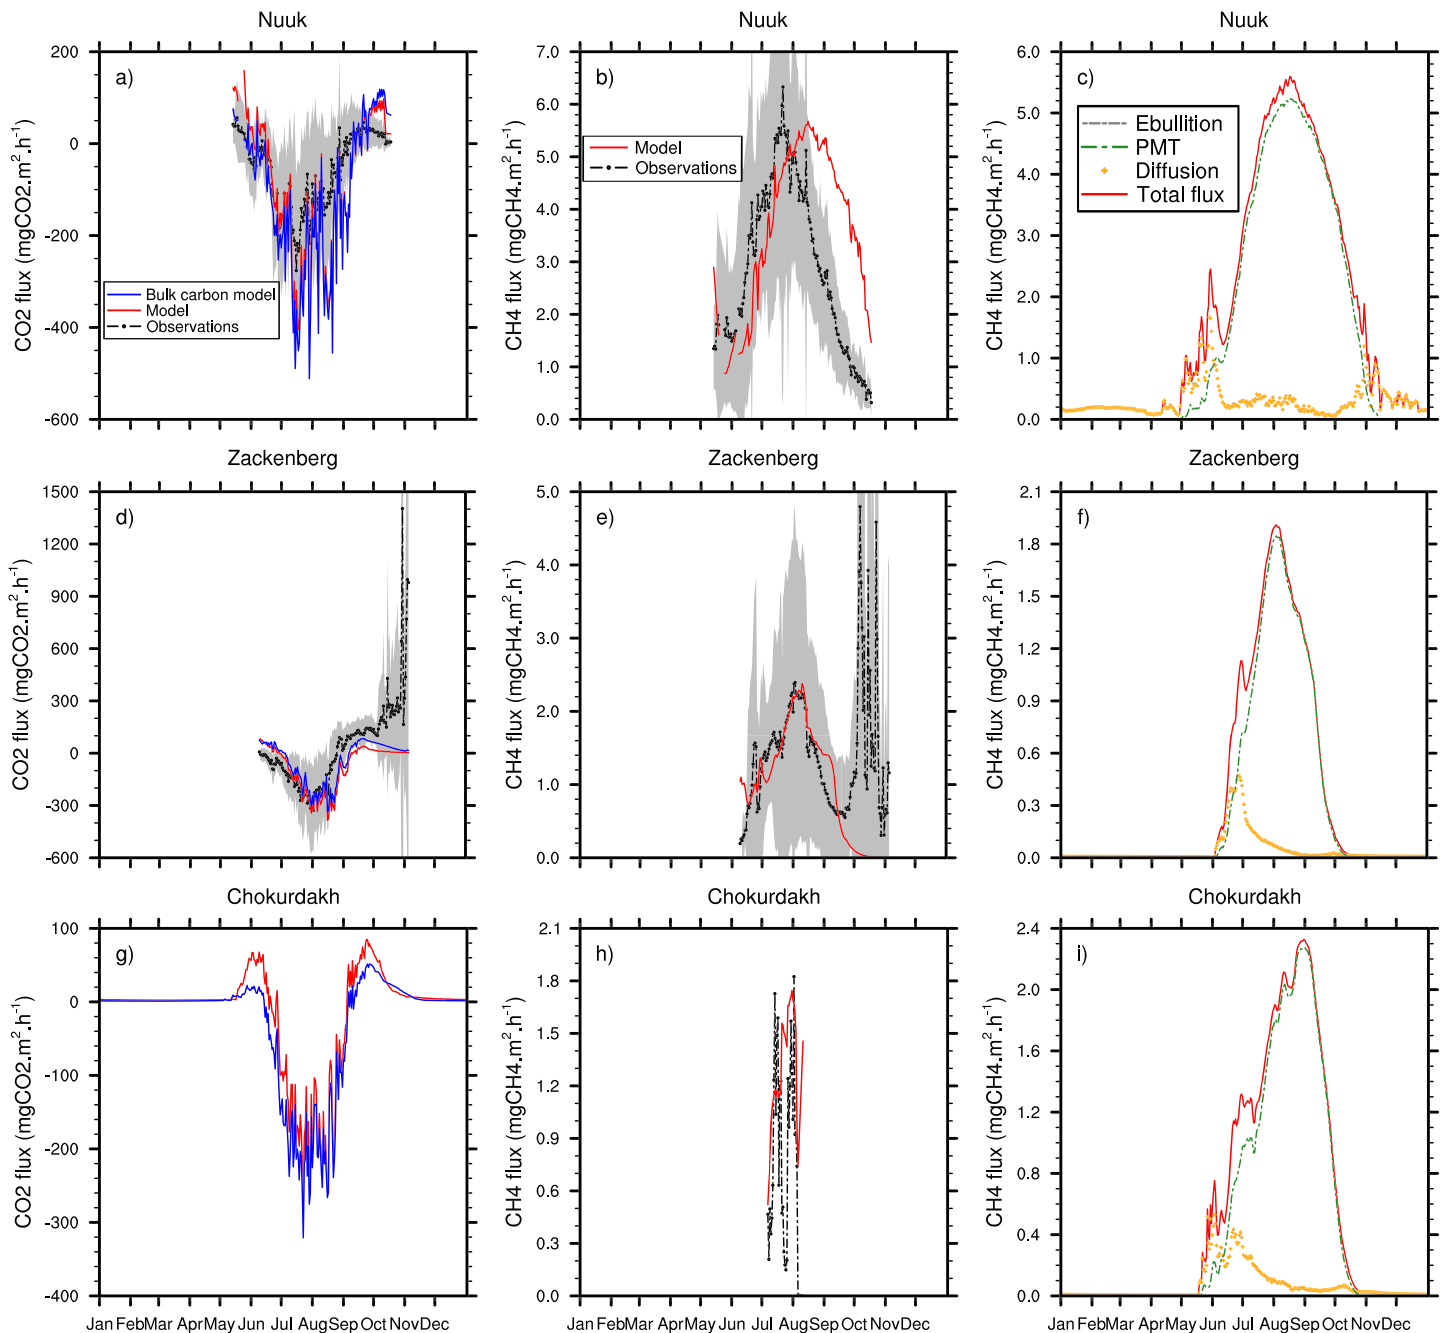 Nuuk
Nuuk
Nuuk
a)
CO2 flux (mgCO2.m².h⁻¹)
200
0
-200
-400
-600
Bulk carbon model
Model
Observations
b)
CH4 flux (mgCH4.m².h⁻¹)
7.0
6.0
5.0
4.0
3.0
2.0
1.0
0.0
Model
Observations
c)
CH4 flux (mgCH4.m².h⁻¹)
6.0
5.0
4.0
3.0
2.0
1.0
0.0
Ebullition
PMT
Diffusion
Total flux
Zackenberg
Zackenberg
Zackenberg
d)
CO2 flux (mgCO2.m².h⁻¹)
1500
1200
900
600
300
0
-300
-600
e)
CH4 flux (mgCH4.m².h⁻¹)
5.0
4.0
3.0
2.0
1.0
0.0
f)
CH4 flux (mgCH4.m².h⁻¹)
2.1
1.8
1.5
1.2
0.9
0.6
0.3
0.0
Chokurdakh
Chokurdakh
Chokurdakh
g)
CO2 flux (mgCO2.m².h⁻¹)
100
0
-100
-200
-300
-400
h)
CH4 flux (mgCH4.m².h⁻¹)
2.1
1.8
1.5
1.2
0.9
0.6
0.3
0.0
i)
CH4 flux (mgCH4.m².h⁻¹)
2.4
2.0
1.6
1.2
0.8
0.4
0.0
Jan Feb Mar Apr May Jun Jul Aug Sep Oct Nov Dec
Jan Feb Mar Apr May Jun Jul Aug Sep Oct Nov Dec
Jan Feb Mar Apr May Jun Jul Aug Sep Oct Nov Dec